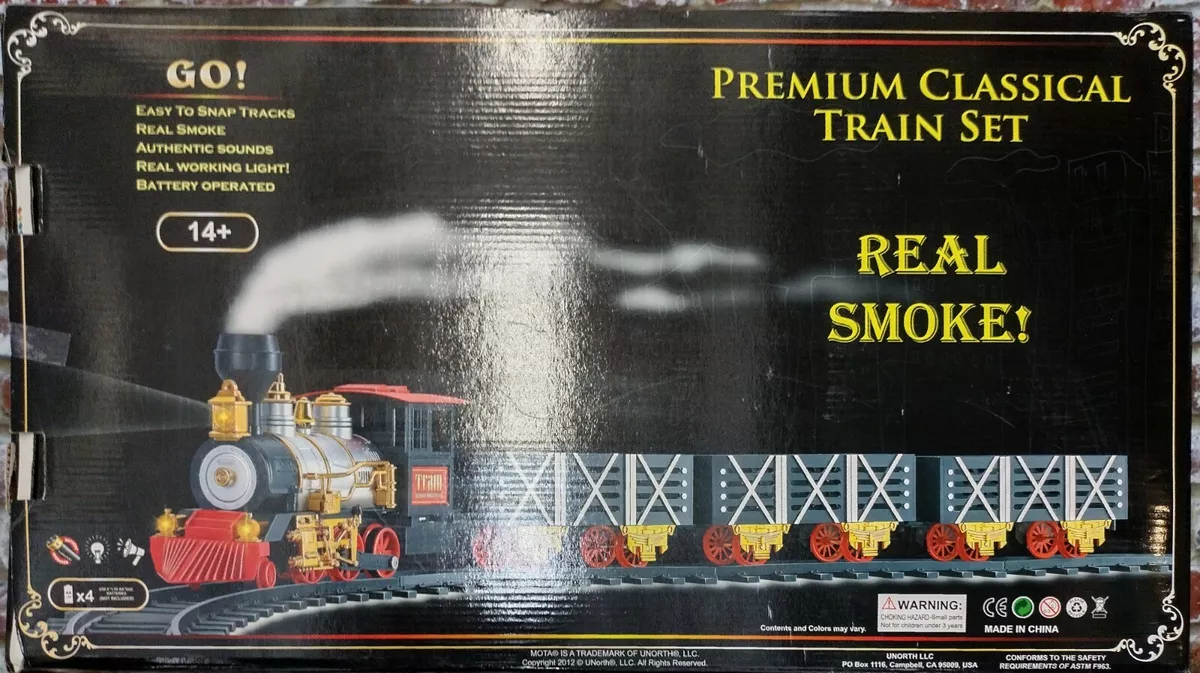 GO!
EASY TO SNAP TRACKS
REAL SMOKE
AUTHENTIC SOUNDS
REAL WORKING LIGHT!
BATTERY OPERATED
14+
PREMIUM CLASSICAL
TRAIN SET
REAL
SMOKE!
Train
x4
Contents and Colors may vary.
WARNING:
CHOKING HAZARD-Small parts
Not for children under 3 years
CE
MADE IN CHINA
MOTA® IS A TRADEMARK OF UNORTH®, LLC.
Copyright 2012 © UNorth®, LLC. All Rights Reserved.
UNORTH LLC
PO Box 1116, Campbell, CA 95009, USA
CONFORMS TO THE SAFETY
REQUIREMENTS OF ASTM F963.